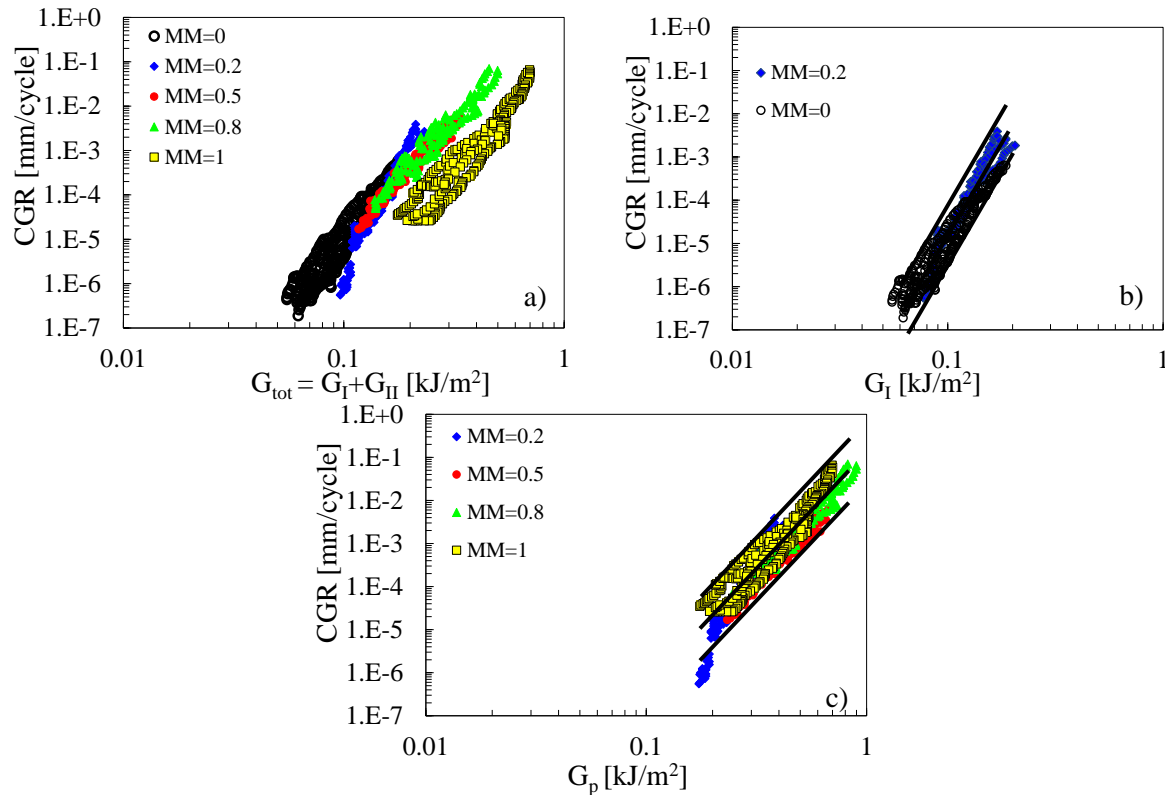 CGR [mm/cycle]
1.E+0
1.E-1
1.E-2
1.E-3
1.E-4
1.E-5
1.E-6
1.E-7
MM=0
MM=0.2
MM=0.5
MM=0.8
MM=1
a)
0.01 0.1 1
G_tot = G_I+G_II [kJ/m²]
CGR [mm/cycle]
1.E+0
1.E-1
1.E-2
1.E-3
1.E-4
1.E-5
1.E-6
1.E-7
MM=0.2
MM=0
b)
0.01 0.1 1
G_I [kJ/m²]
CGR [mm/cycle]
1.E+0
1.E-1
1.E-2
1.E-3
1.E-4
1.E-5
1.E-6
1.E-7
MM=0.2
MM=0.5
MM=0.8
MM=1
c)
0.01 0.1 1
G_p [kJ/m²]